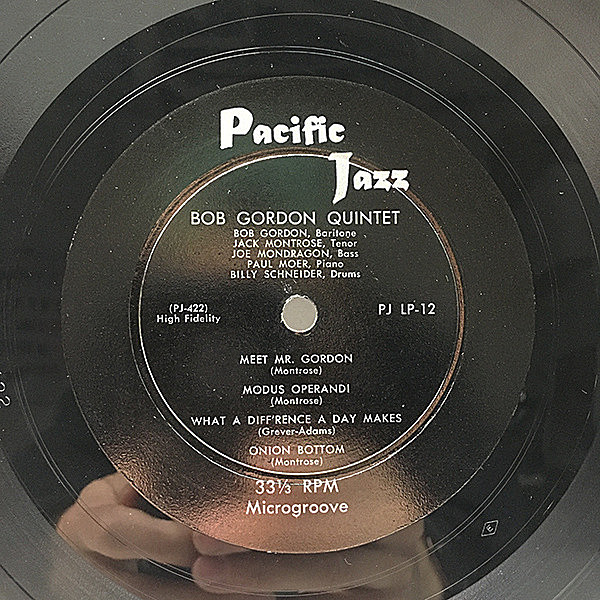 Pacific
Jazz
BOB GORDON QUINTET
BOB GORDON, Baritone
JACK MONTROSE, Tenor
JOE MONDRAGON, Bass
PAUL MOER, Piano
BILLY SCHNEIDER, Drums
(PJ-422)
High Fidelity
PJ LP-12
MEET MR. GORDON
(Montrose)
MODUS OPERANDI
(Montrose)
WHAT A DIFF'RENCE A DAY MAKES
(Grever-Adams)
ONION BOTTOM
(Montrose)
33⅓ RPM
Microgroove